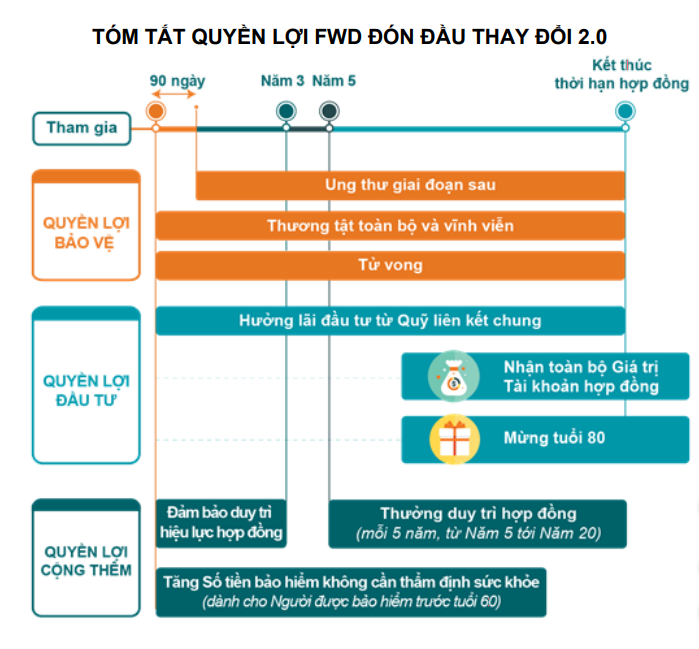 TÓM TẮT QUYỀN LỢI FWD ĐÓN ĐẦU THAY ĐỔI 2.0
90 ngày
Năm 3
Năm 5
Kết thúc
thời hạn hợp đồng
Tham gia
QUYỀN LỢI
BẢO VỆ
Ung thư giai đoạn sau
Thương tật toàn bộ và vĩnh viễn
Tử vong
QUYỀN LỢI
ĐẦU TƯ
Hưởng lãi đầu tư từ Quỹ liên kết chung
Nhận toàn bộ Giá trị
Tài khoản hợp đồng
Mừng tuổi 80
QUYỀN LỢI
CỘNG THÊM
Đảm bảo duy trì
hiệu lực hợp đồng
Thưởng duy trì hợp đồng
(mỗi 5 năm, từ Năm 5 tới Năm 20)
Tăng Số tiền bảo hiểm không cần thẩm định sức khỏe
(dành cho Người được bảo hiểm trước tuổi 60)